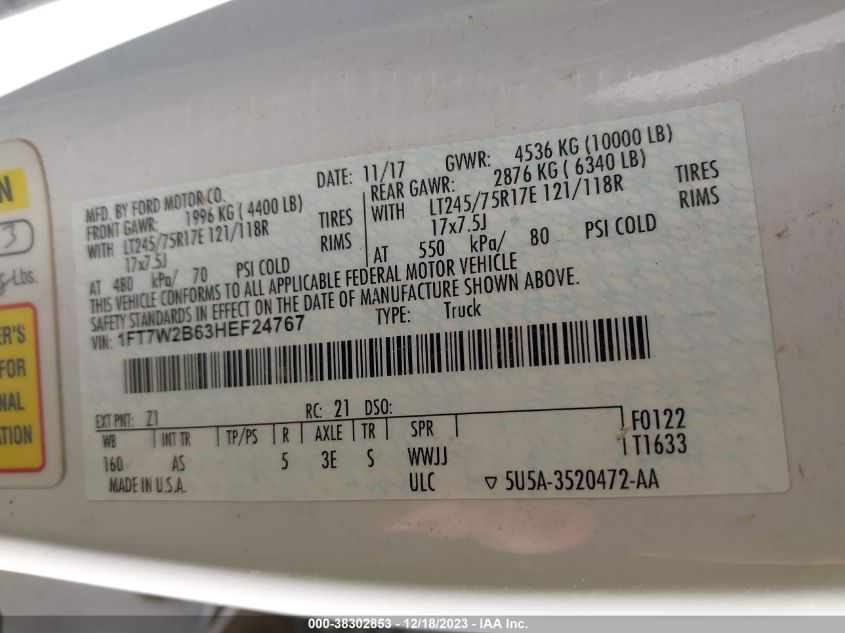 MFD. BY FORD MOTOR CO.
DATE: 11/17 GVWR: 4536 KG (10000 LB)
FRONT GAWR: 1996 KG ( 4400 LB)
REAR GAWR: 2876 KG ( 6340 LB)
WITH LT245/75R17E 121/118R TIRES
WITH LT245/75R17E 121/118R TIRES
17x7.5J RIMS
17x7.5J RIMS
AT 480 kPa/ 70 PSI COLD
AT 550 kPa/ 80 PSI COLD
THIS VEHICLE CONFORMS TO ALL APPLICABLE FEDERAL MOTOR VEHICLE
SAFETY STANDARDS IN EFFECT ON THE DATE OF MANUFACTURE SHOWN ABOVE.
VIN: 1FT7W2B63HEF24767 TYPE: Truck
EXT PNT: Z1 RC: 21 DSO:
WB INT TR TP/PS R AXLE TR SPR F0122
160 AS 5 3E S WWJJ T1633
MADE IN U.S.A. ULC ▽ 5U5A-3520472-AA
N
3
Lbs.
ER'S
FOR
NAL
ATION
000-38302853 - 12/18/2023 - IAA Inc.